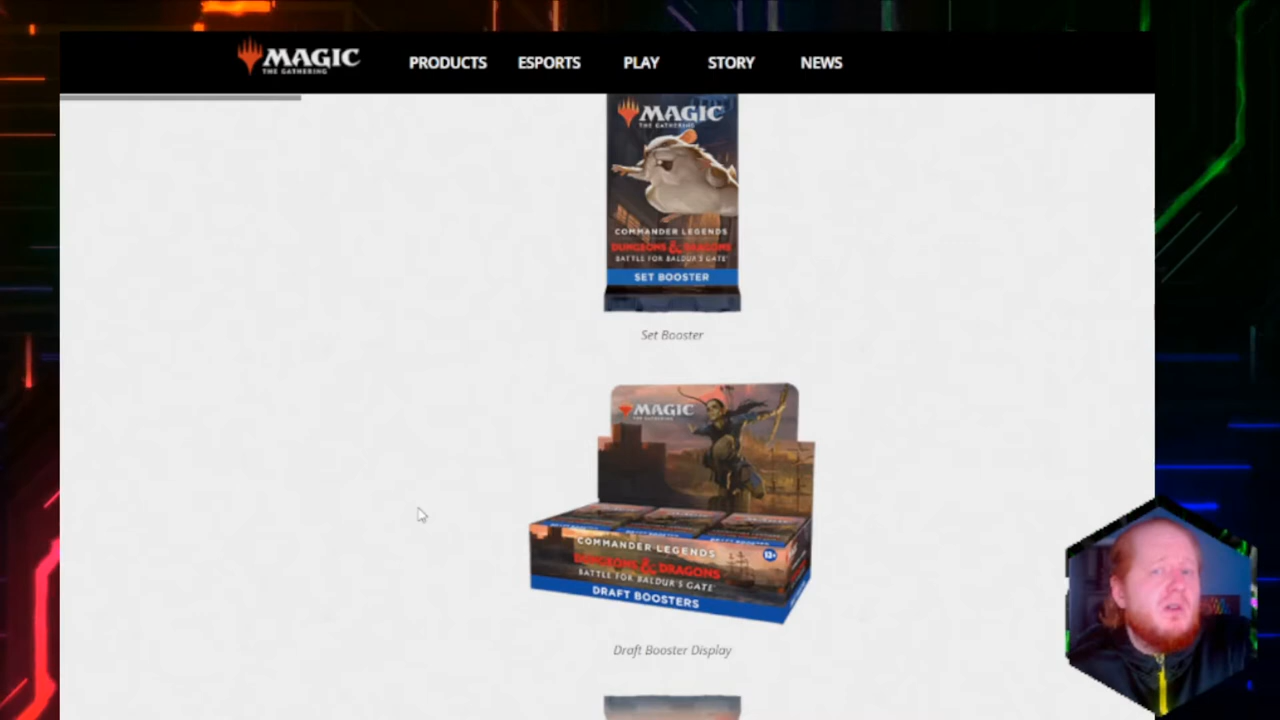 MAGIC
THE GATHERING
PRODUCTS
ESPORTS
PLAY
STORY
NEWS
MAGIC
THE GATHERING
COMMANDER LEGENDS
DUNGEONS & DRAGONS
BATTLE FOR BALDUR'S GATE
SET BOOSTER
Set Booster
MAGIC
THE GATHERING
COMMANDER LEGENDS
DUNGEONS & DRAGONS
BATTLE FOR BALDUR'S GATE
13+
DRAFT BOOSTERS
Draft Booster Display